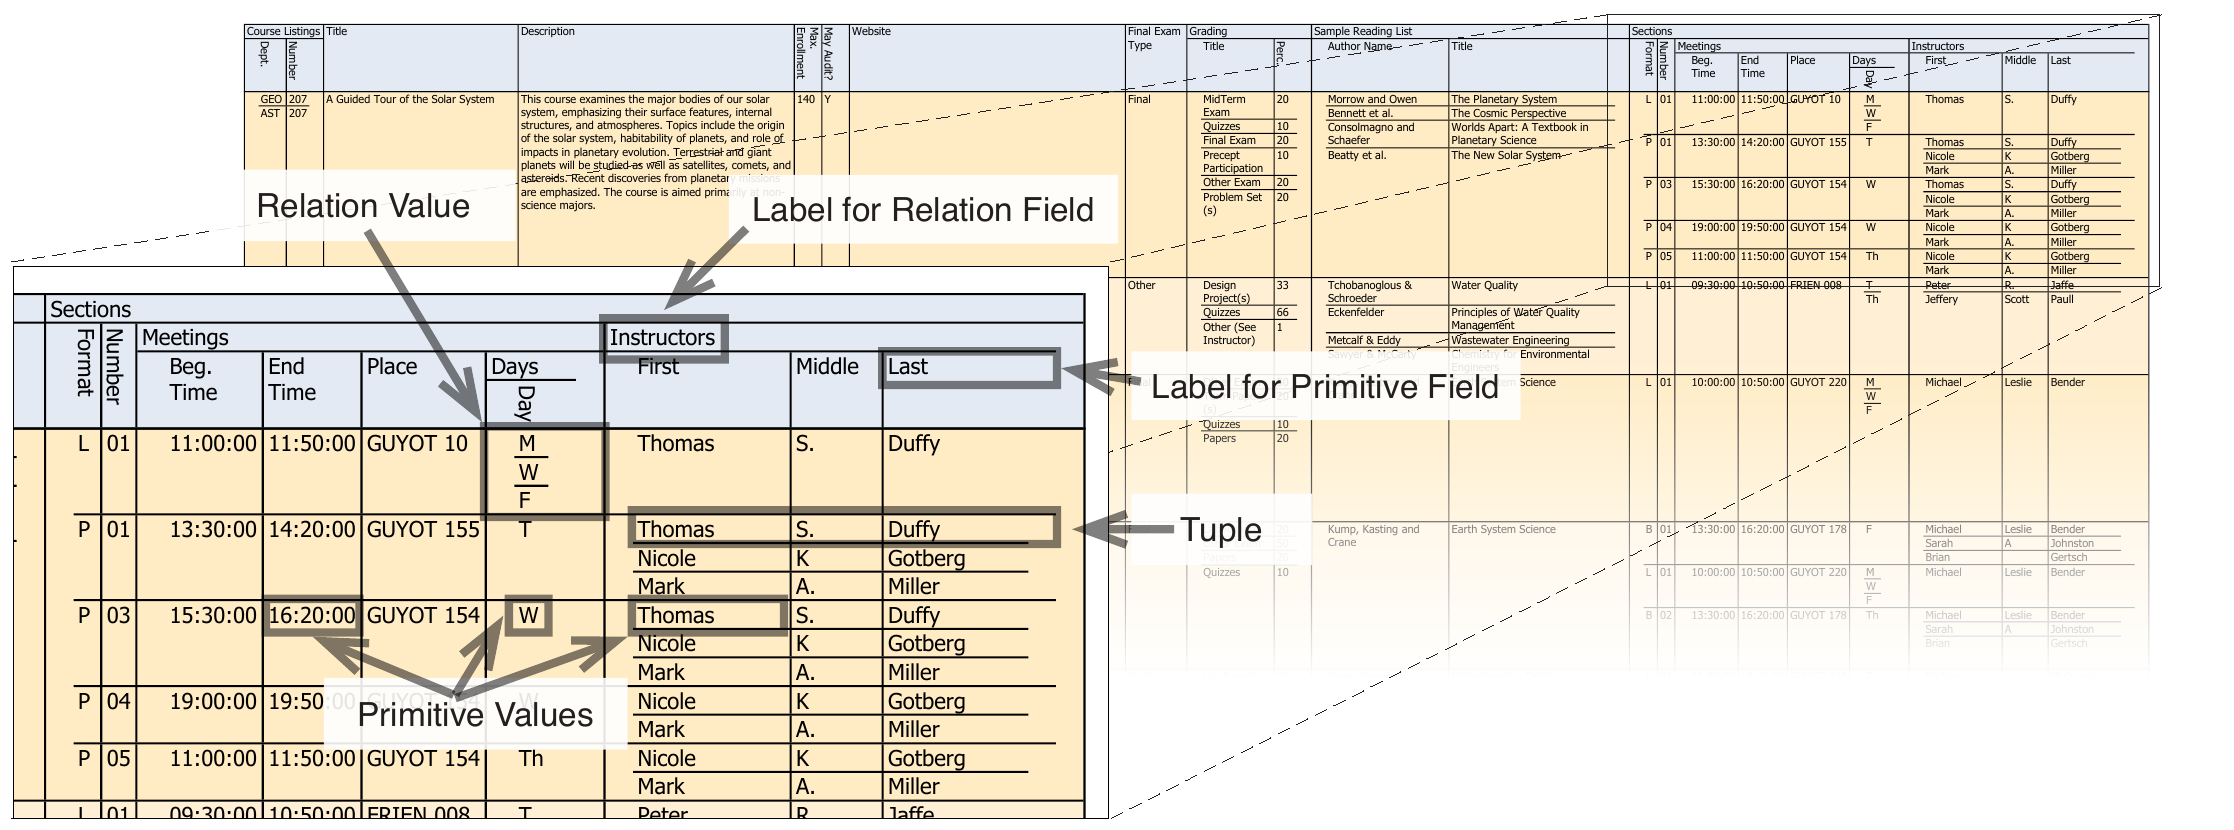 Course Listings Title Description Max. Enrollment May Audit? Website Final Exam Type Grading Sample Reading List Sections
Dept. Number Title Perc. Author Name Title Format Number Meetings Instructors
Beg. Time End Time Place Days Day First Middle Last
GEO 207 A Guided Tour of the Solar System
AST 207
This course examines the major bodies of our solar
system, emphasizing their surface features, internal
structures, and atmospheres. Topics include the origin
of the solar system, habitability of planets, and role of
impacts in planetary evolution. Terrestrial and giant
planets will be studied as well as satellites, comets, and
asteroids. Recent discoveries from planetary missions
are emphasized. The course is aimed primarily at non-
science majors.
140 Y
Final
MidTerm Exam 20
Quizzes 10
Final Exam 20
Precept Participation 10
Other Exam 20
Problem Set (s) 20
Morrow and Owen The Planetary System
Bennett et al. The Cosmic Perspective
Consolmagno and Worlds Apart: A Textbook in
Schaefer Planetary Science
Beatty et al. The New Solar System
L 01 11:00:00 11:50:00 GUYOT 10 M Thomas S. Duffy
W
F
P 01 13:30:00 14:20:00 GUYOT 155 T Thomas S. Duffy
Nicole K Gotberg
Mark A. Miller
P 03 15:30:00 16:20:00 GUYOT 154 W Thomas S. Duffy
Nicole K Gotberg
Mark A. Miller
P 04 19:00:00 19:50:00 GUYOT 154 W Nicole K Gotberg
Mark A. Miller
P 05 11:00:00 11:50:00 GUYOT 154 Th Nicole K Gotberg
Mark A. Miller
Other
Design Project(s) 33
Quizzes 66
Other (See Instructor) 1
Tchobanoglous & Water Quality
Schroeder
Eckenfelder Principles of Water Quality
Management
Metcalf & Eddy Wastewater Engineering
Sawyer & McCarty Chemistry for Environmental
Engineers
L 01 09:30:00 10:50:00 FRIEN 008 T Peter R. Jaffe
Th Jeffery Scott Paull
(s)
Quizzes 10
Papers 20
Science
L 01 10:00:00 10:50:00 GUYOT 220 M Michael Leslie Bender
W
F
Kump, Kasting and Earth System Science
Crane
Quizzes 10
B 01 13:30:00 16:20:00 GUYOT 178 F Michael Leslie Bender
Sarah A Johnston
Brian Gertsch
L 01 10:00:00 10:50:00 GUYOT 220 M Michael Leslie Bender
W
F
B 02 13:30:00 16:20:00 GUYOT 178 Th Michael Leslie Bender
Sarah A Johnston
Brian Gertsch
Relation Value
Label for Relation Field
Label for Primitive Field
Tuple
Primitive Values
Sections
Format Number Meetings Instructors
Beg. End Place Days First Middle Last
Time Time Day
L 01 11:00:00 11:50:00 GUYOT 10 M Thomas S. Duffy
W
F
P 01 13:30:00 14:20:00 GUYOT 155 T Thomas S. Duffy
Nicole K Gotberg
Mark A. Miller
P 03 15:30:00 16:20:00 GUYOT 154 W Thomas S. Duffy
Nicole K Gotberg
Mark A. Miller
P 04 19:00:00 19:50:00 GUYOT 154 W Nicole K Gotberg
Mark A. Miller
P 05 11:00:00 11:50:00 GUYOT 154 Th Nicole K Gotberg
Mark A. Miller
L 01 09:30:00 10:50:00 FRIEN 008 T Peter R. Jaffe